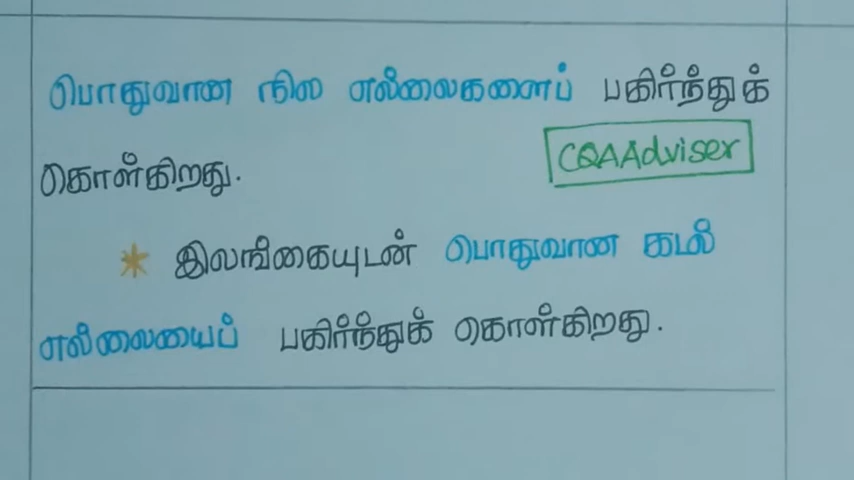 பொதுவான நில எல்லைகளைப் பகிர்ந்துக்
கொள்கிறது.
CQAAdviser
* இலங்கையுடன் பொதுவான கடல்
எல்லையைப் பகிர்ந்துக் கொள்கிறது.